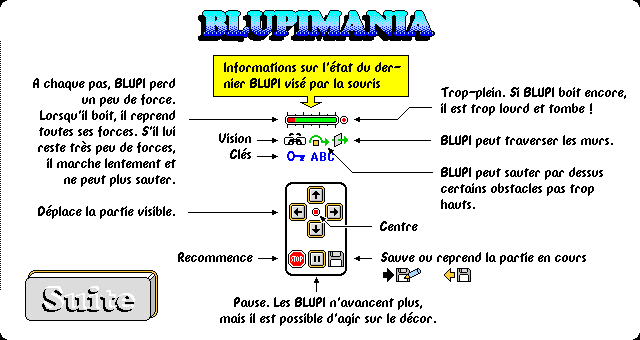 BLUPIMANIA
Informations sur l'état du der-
nier BLUPI visé par la souris
A chaque pas, BLUPI perd
un peu de force.
Lorsqu'il boit, il reprend
toutes ses forces. S'il lui
reste très peu de forces,
il marche lentement et
ne peut plus sauter.
Trop-plein. Si BLUPI boit encore,
il est trop lourd et tombe !
Vision
Clés
ABC
BLUPI peut traverser les murs.
BLUPI peut sauter par dessus
certains obstacles pas trop
hauts.
Déplace la partie visible.
Centre
Recommence
STOP
Sauve ou reprend la partie en cours
Pause. Les BLUPI n'avancent plus,
mais il est possible d'agir sur le décor.
Suite